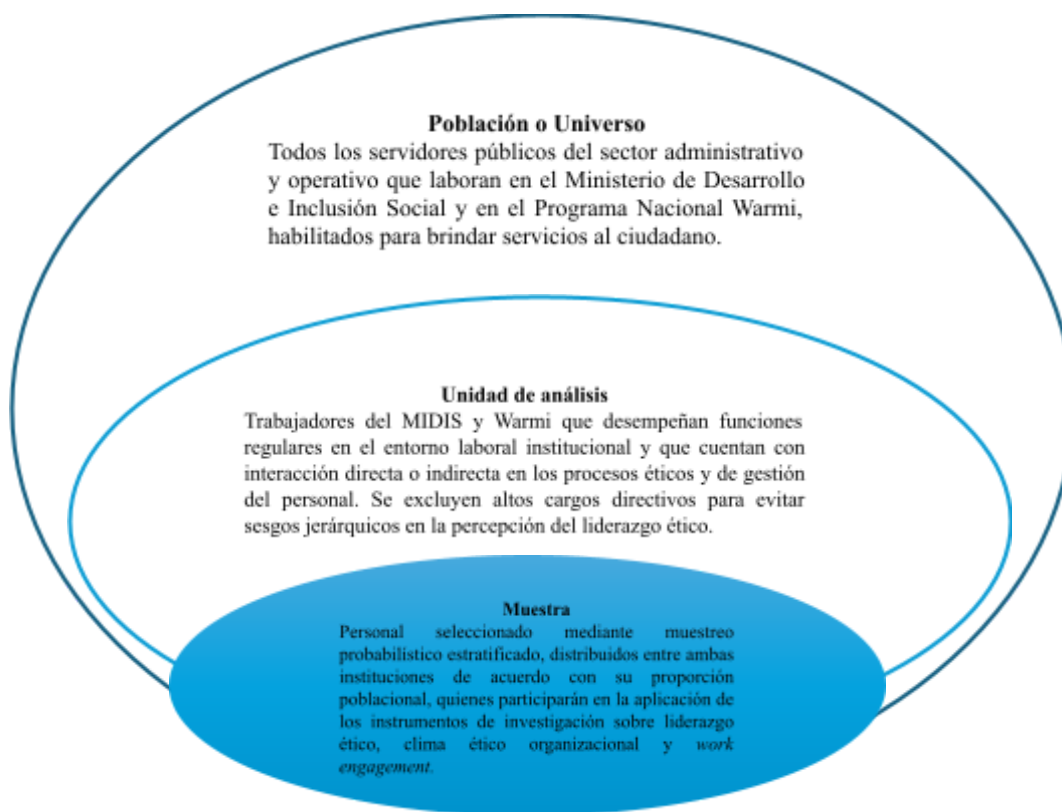 Población o Universo
Todos los servidores públicos del sector administrativo
y operativo que laboran en el Ministerio de Desarrollo
e Inclusión Social y en el Programa Nacional Warmi,
habilitados para brindar servicios al ciudadano.
Unidad de análisis
Trabajadores del MIDIS y Warmi que desempeñan funciones
regulares en el entorno laboral institucional y que cuentan con
interacción directa o indirecta en los procesos éticos y de gestión
del personal. Se excluyen altos cargos directivos para evitar
sesgos jerárquicos en la percepción del liderazgo ético.
Muestra
Personal seleccionado mediante muestreo
probabilístico estratificado, distribuidos entre ambas
instituciones de acuerdo con su proporción
poblacional, quienes participarán en la aplicación de
los instrumentos de investigación sobre liderazgo
ético, clima ético organizacional y work
engagement.